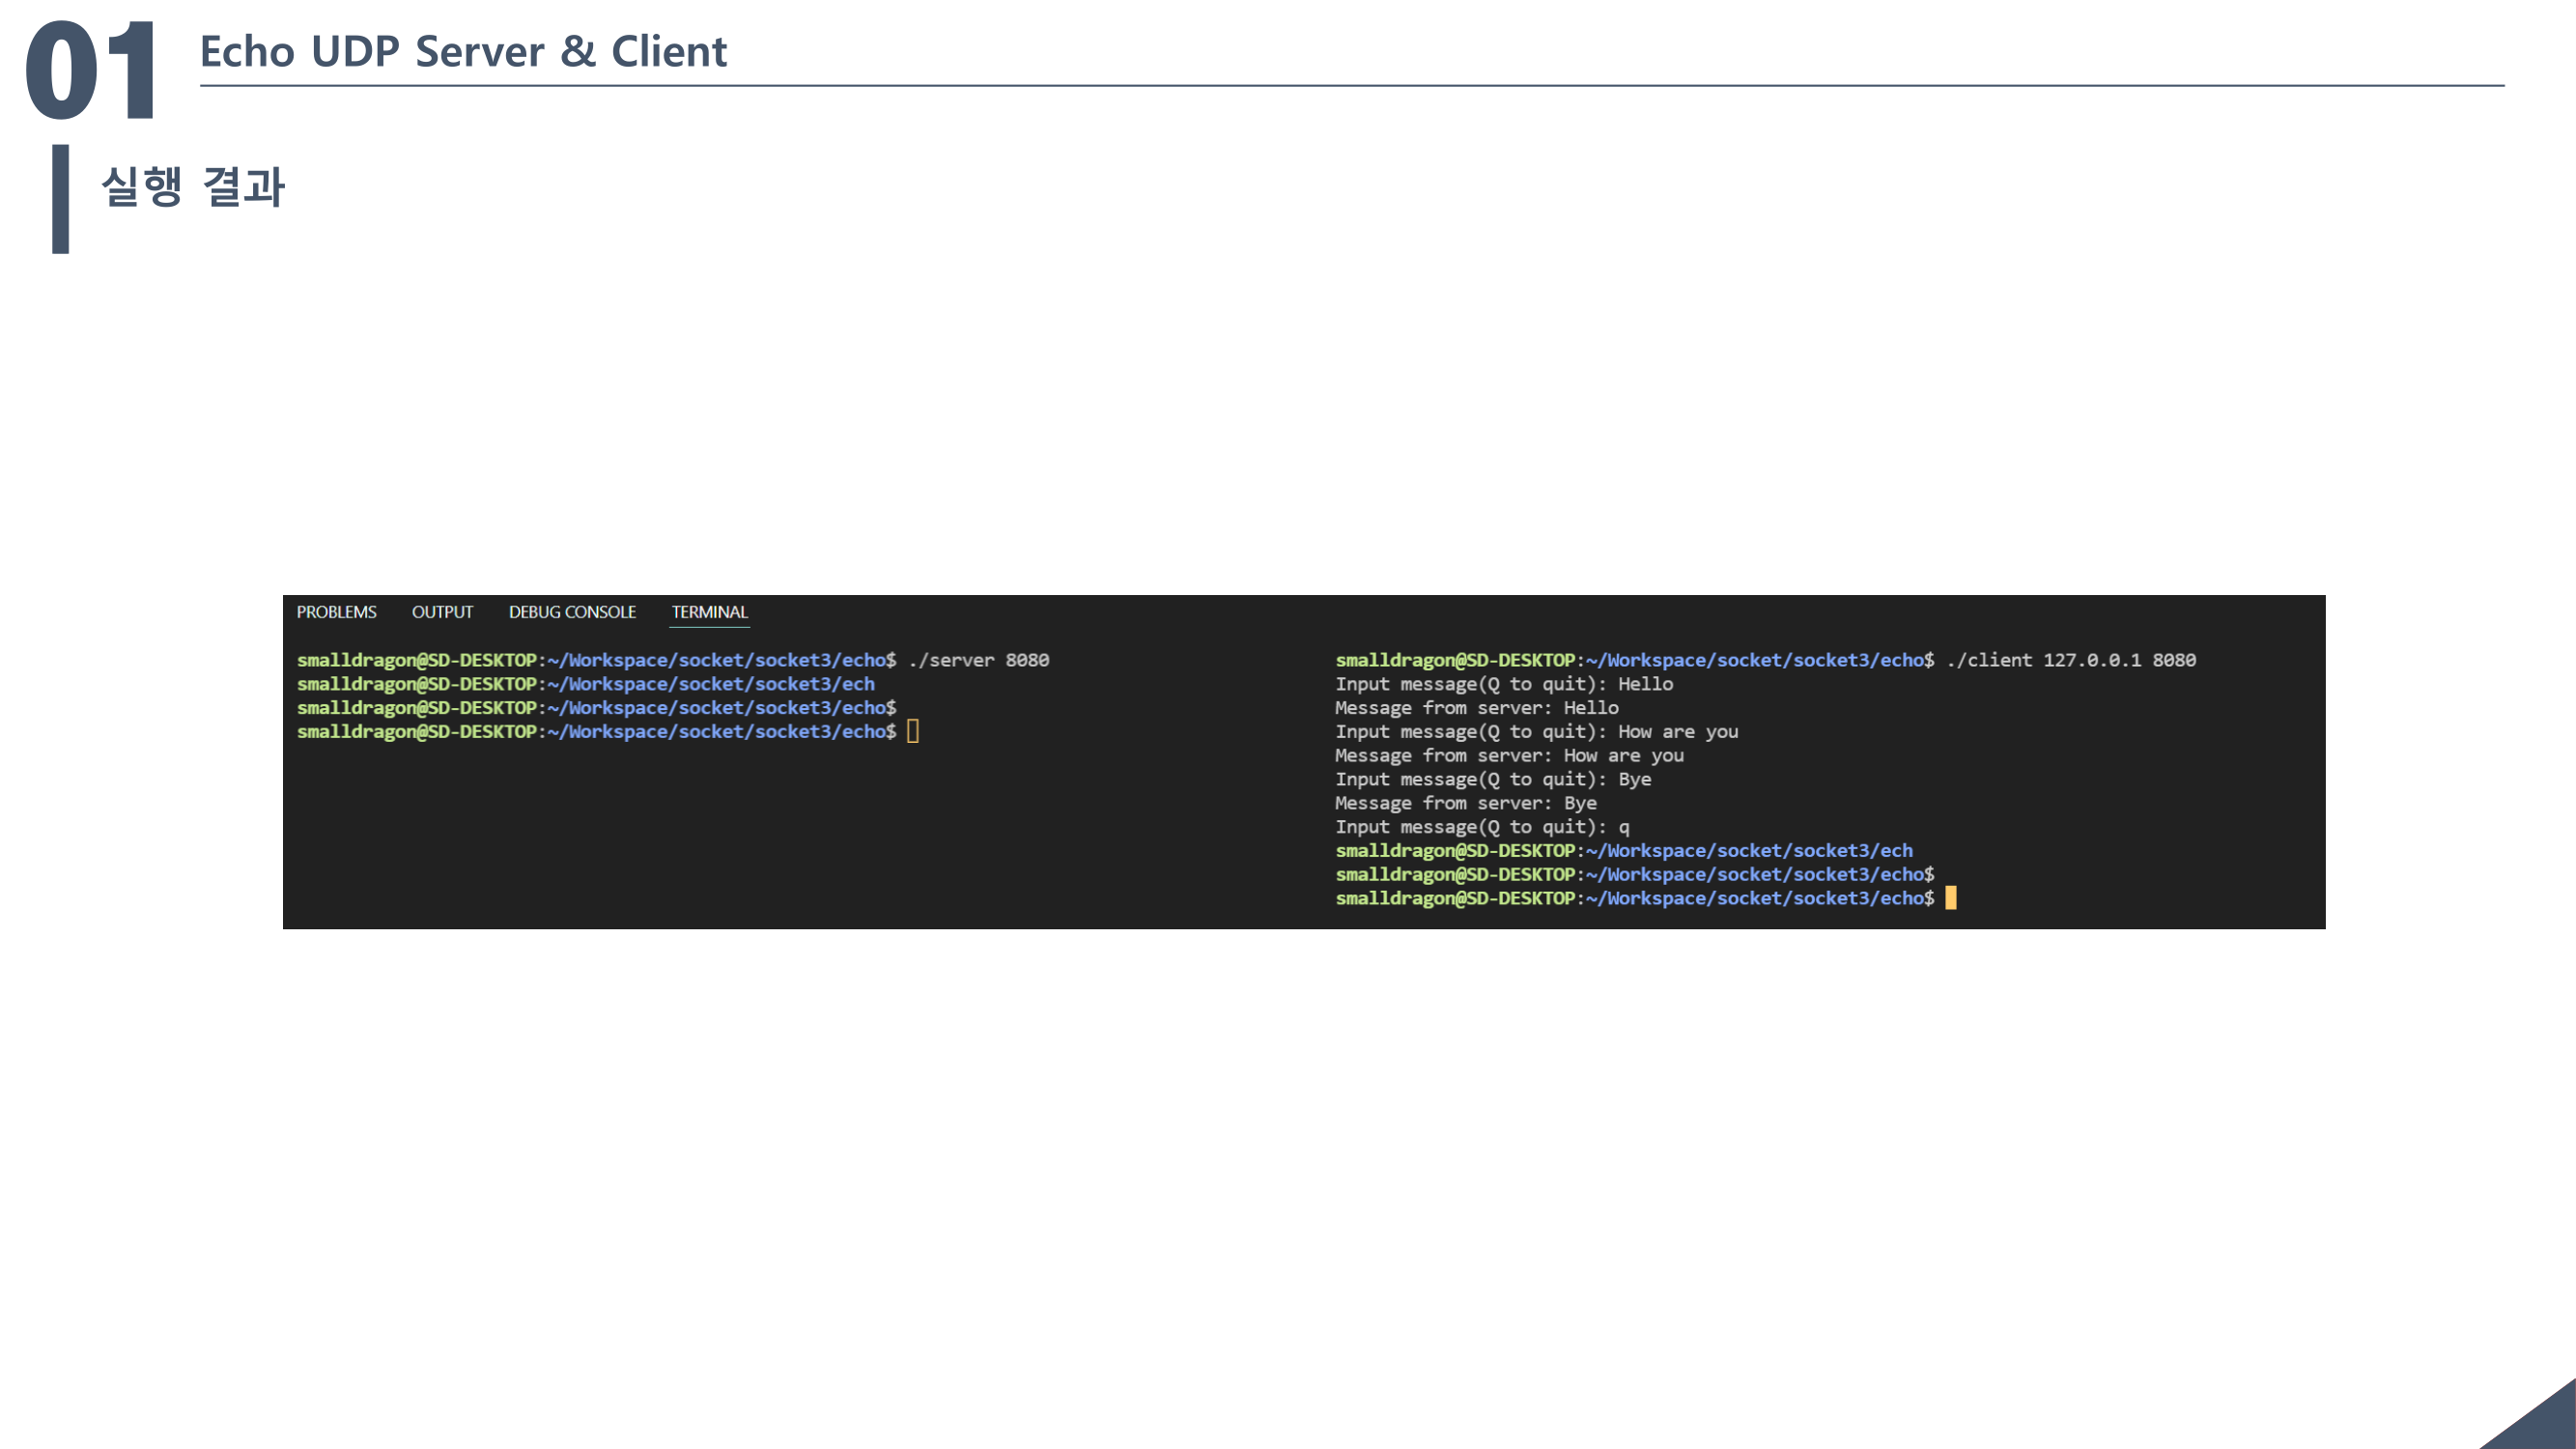 01
Echo UDP Server & Client
실행 결과
PROBLEMS OUTPUT DEBUG CONSOLE TERMINAL
smalldragon@SD-DESKTOP:~/Workspace/socket/socket3/echo$ ./server 8080
smalldragon@SD-DESKTOP:~/Workspace/socket/socket3/ech
smalldragon@SD-DESKTOP:~/Workspace/socket/socket3/echo$
smalldragon@SD-DESKTOP:~/Workspace/socket/socket3/echo$
smalldragon@SD-DESKTOP:~/Workspace/socket/socket3/echo$ ./client 127.0.0.1 8080
Input message(Q to quit): Hello
Message from server: Hello
Input message(Q to quit): How are you
Message from server: How are you
Input message(Q to quit): Bye
Message from server: Bye
Input message(Q to quit): q
smalldragon@SD-DESKTOP:~/Workspace/socket/socket3/ech
smalldragon@SD-DESKTOP:~/Workspace/socket/socket3/echo$
smalldragon@SD-DESKTOP:~/Workspace/socket/socket3/echo$